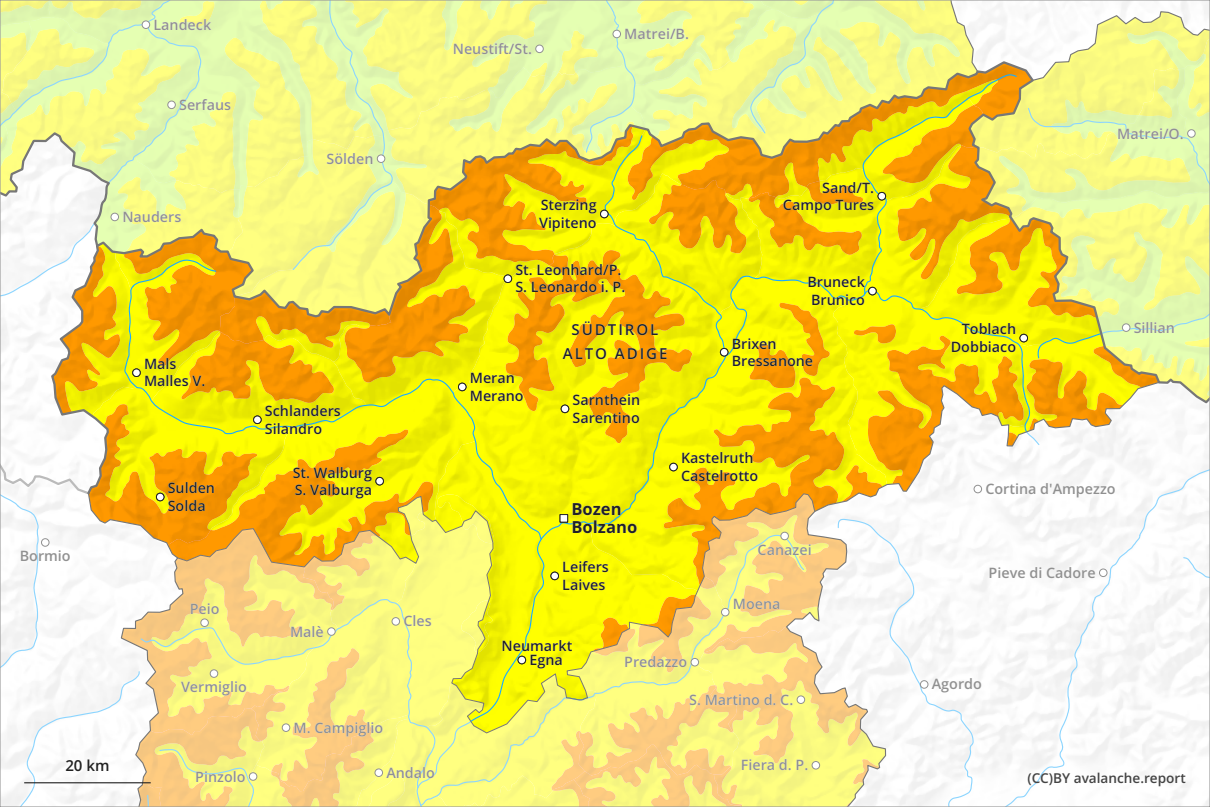 Landeck
Matrei/B.
Neustift/St.
Serfaus
Matrei/O.
Sölden
Sand/T.
Campo Tures
Sterzing
Vipiteno
Nauders
St. Leonhard/P.
S. Leonardo i. P.
Bruneck
Brunico
SÜDTIROL
ALTO ADIGE
Toblach
Dobbiaco
Sillian
Brixen
Bressanone
Mals
Malles V.
Meran
Merano
Sarnthein
Sarentino
Schlanders
Silandro
Kastelruth
Castelrotto
St. Walburg
S. Valburga
Sulden
Solda
Cortina d'Ampezzo
Bozen
Bolzano
Bormio
Canazei
Leifers
Laives
Pieve di Cadore
Peio
Moena
Malè
Cles
Neumarkt
Egna
Predazzo
Vermiglio
Agordo
S. Martino d. C.
M. Campiglio
20 km
Pinzolo
Andalo
Fiera d. P.
(CC)BY avalanche.report